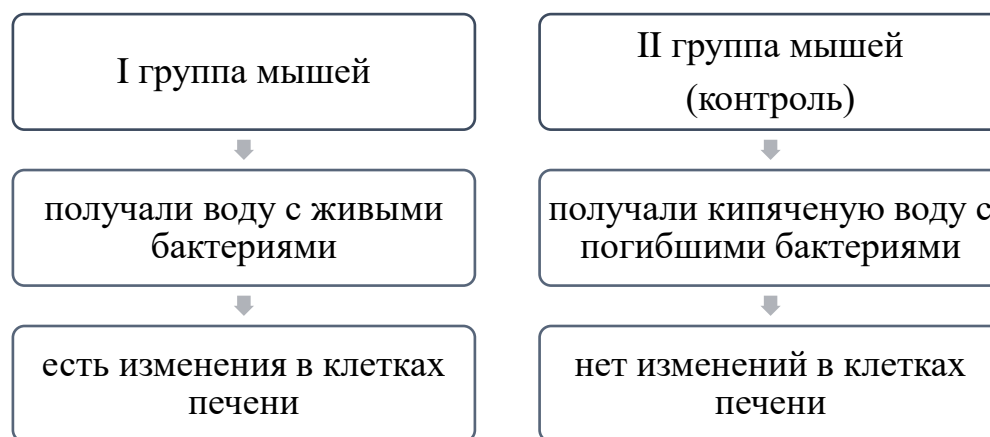 I группа мышей
II группа мышей
(контроль)
получали воду с живыми
бактериями
получали кипяченую воду с
погибшими бактериями
есть изменения в клетках
печени
нет изменений в клетках
печени